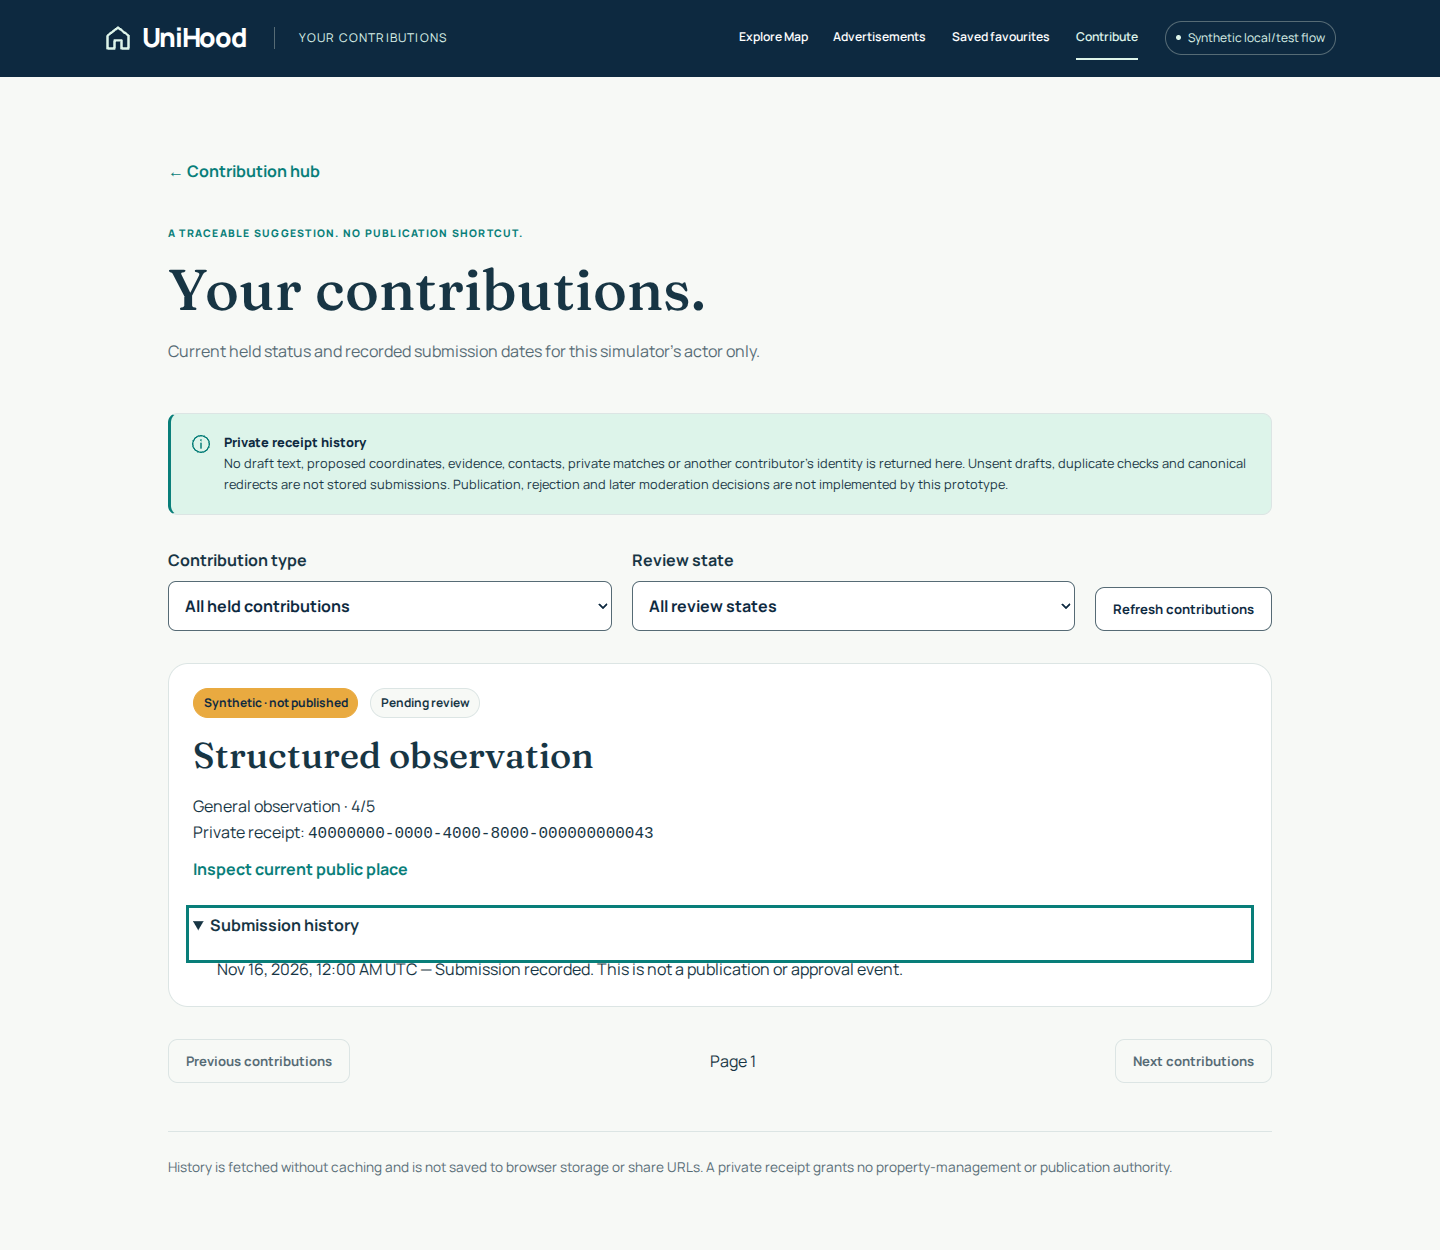 UniHood
YOUR CONTRIBUTIONS
Explore Map
Advertisements
Saved favourites
Contribute
Synthetic local/test flow
← Contribution hub
A TRACEABLE SUGGESTION. NO PUBLICATION SHORTCUT.
Your contributions.
Current held status and recorded submission dates for this simulator's actor only.
Private receipt history
No draft text, proposed coordinates, evidence, contacts, private matches or another contributor's identity is returned here. Unsent drafts, duplicate checks and canonical
redirects are not stored submissions. Publication, rejection and later moderation decisions are not implemented by this prototype.
Contribution type
Review state
All held contributions
All review states
Refresh contributions
Synthetic · not published
Pending review
Structured observation
General observation · 4/5
Private receipt: 40000000-0000-4000-8000-000000000043
Inspect current public place
▼ Submission history
Nov 16, 2026, 12:00 AM UTC — Submission recorded. This is not a publication or approval event.
Previous contributions
Page 1
Next contributions
History is fetched without caching and is not saved to browser storage or share URLs. A private receipt grants no property-management or publication authority.